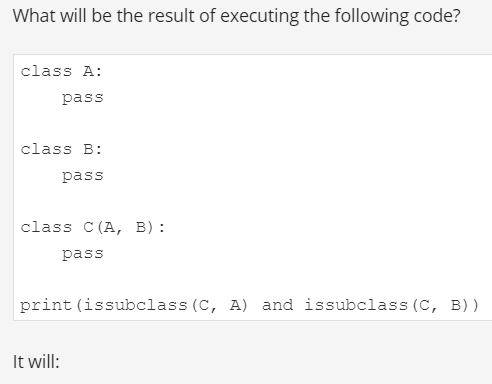 What will be the result of executing the following code?
class A:
    pass
class B:
    pass
class C(A, B):
    pass
print(issubclass(C, A) and issubclass(C, B))
It will: